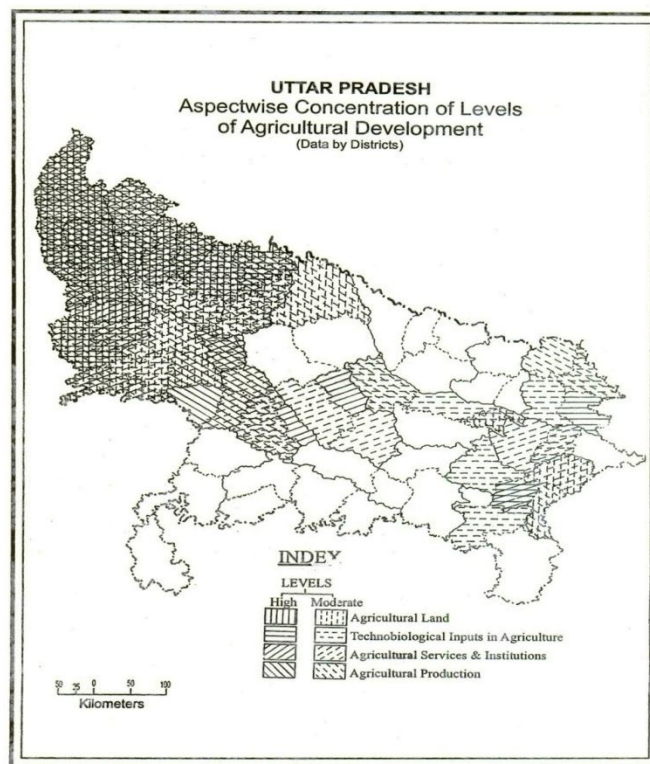 UTTAR PRADESH
Aspectwise Concentration of Levels
of Agricultural Development
(Data by Districts)
INDEX
LEVELS
High Moderate
Agricultural Land
Technobiological Inputs in Agriculture
Agricultural Services & Institutions
Agricultural Production
50 25 0 50 100
Kilometers